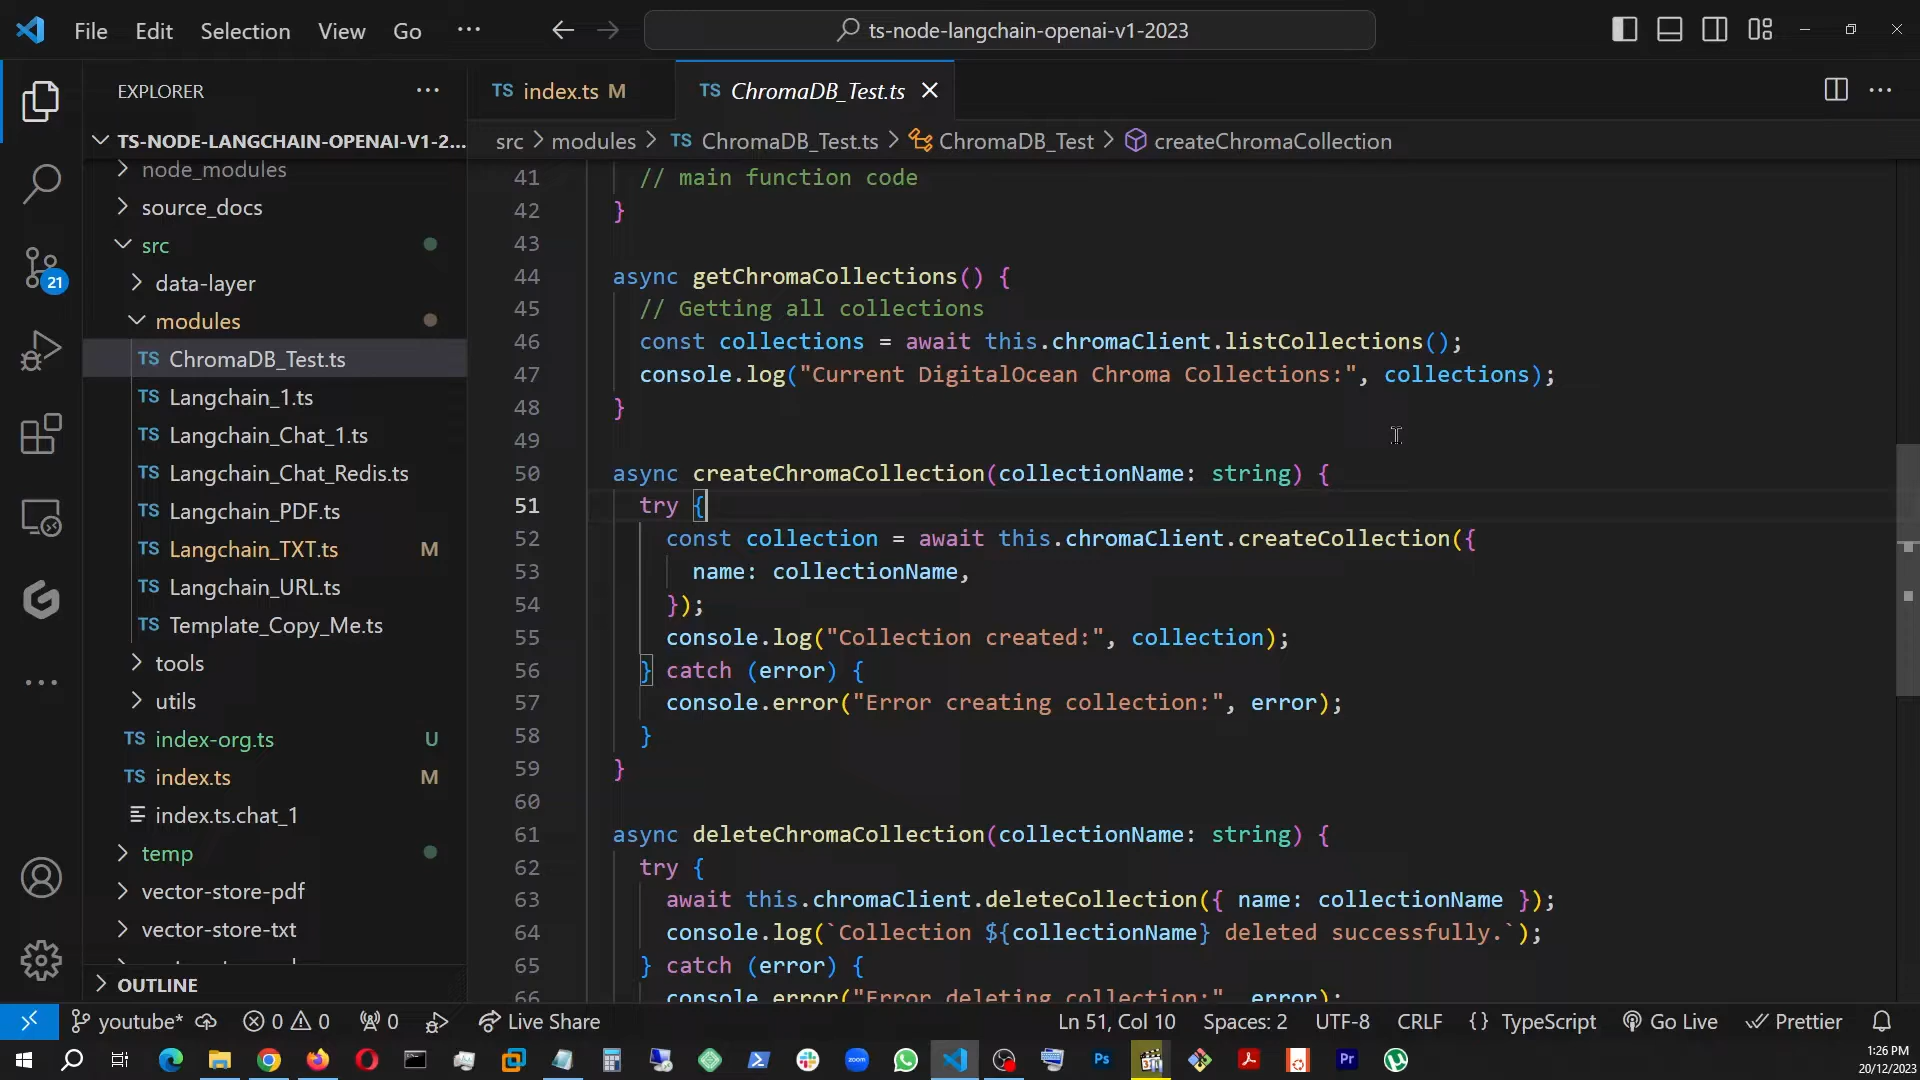 File Edit Selection View Go ··· ts-node-langchain-openai-v1-2023
EXPLORER ···
TS index.ts M
TS ChromaDB_Test.ts
TS-NODE-LANGCHAIN-OPENAI-V1-2...
src > modules > TS ChromaDB_Test.ts > ChromaDB_Test > createChromaCollection
node_modules
source_docs
src
data-layer
modules
TS ChromaDB_Test.ts
TS Langchain_1.ts
TS Langchain_Chat_1.ts
TS Langchain_Chat_Redis.ts
TS Langchain_PDF.ts
TS Langchain_TXT.ts M
TS Langchain_URL.ts
TS Template_Copy_Me.ts
tools
utils
TS index-org.ts U
TS index.ts M
index.ts.chat_1
temp
vector-store-pdf
vector-store-txt
OUTLINE
21
41 // main function code
42 }
43
44 async getChromaCollections() {
45 // Getting all collections
46 const collections = await this.chromaClient.listCollections();
47 console.log("Current DigitalOcean Chroma Collections:", collections);
48 }
49
50 async createChromaCollection(collectionName: string) {
51 try {
52 const collection = await this.chromaClient.createCollection({
53 name: collectionName,
54 });
55 console.log("Collection created:", collection);
56 } catch (error) {
57 console.error("Error creating collection:", error);
58 }
59 }
60
61 async deleteChromaCollection(collectionName: string) {
62 try {
63 await this.chromaClient.deleteCollection({ name: collectionName });
64 console.log(`Collection ${collectionName} deleted successfully.`);
65 } catch (error) {
66 console.error("Error deleting collection:", error);
youtube* 0 0 0 Live Share Ln 51, Col 10 Spaces: 2 UTF-8 CRLF {} TypeScript Go Live Prettier
zoom Ps Pr
1:26 PM
20/12/2023